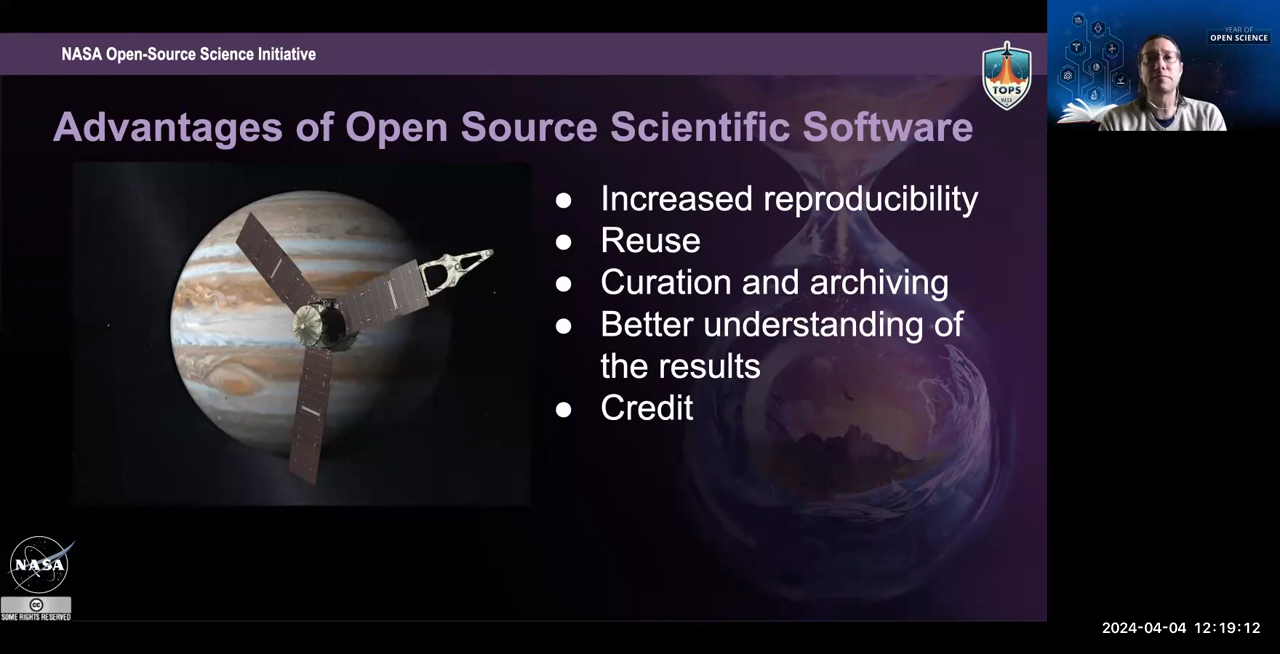 NASA Open-Source Science Initiative
TOPS
NASA
YEAR OF
OPEN SCIENCE
Advantages of Open Source Scientific Software
● Increased reproducibility
● Reuse
● Curation and archiving
● Better understanding of
the results
● Credit
NASA
cc
SOME RIGHTS RESERVED
2024-04-04 12:19:12